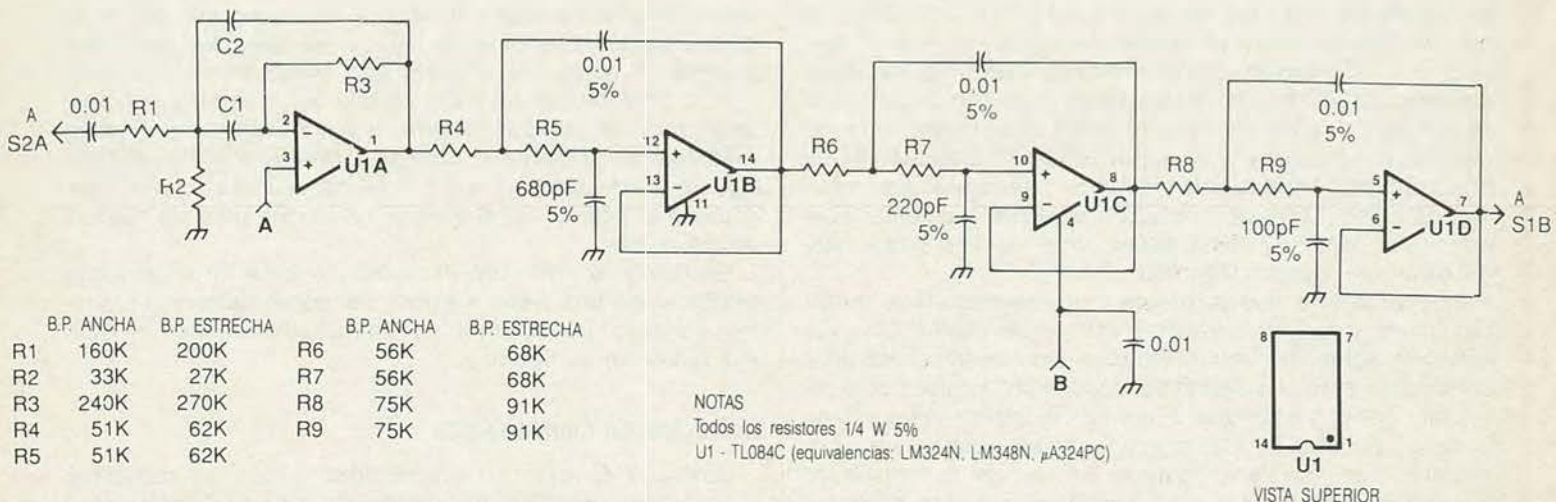 C2
R3
A
S2A
0.01
R1
C1
R2
2
3
1
U1A
A
R4
R5
0.01
5%
680pF
5%
12
13
14
11
U1B
R6
R7
0.01
5%
220pF
5%
10
9
8
4
U1C
B
0.01
R8
R9
0.01
5%
100pF
5%
5
6
7
U1D
A
S1B
B.P. ANCHA B.P. ESTRECHA B.P. ANCHA B.P. ESTRECHA
R1 160K 200K R6 56K 68K
R2 33K 27K R7 56K 68K
R3 240K 270K R8 75K 91K
R4 51K 62K R9 75K 91K
R5 51K 62K
NOTAS
Todos los resistores 1/4 W 5%
U1 - TL084C (equivalencias: LM324N, LM348N, µA324PC)
8 7
14 1
U1
VISTA SUPERIOR